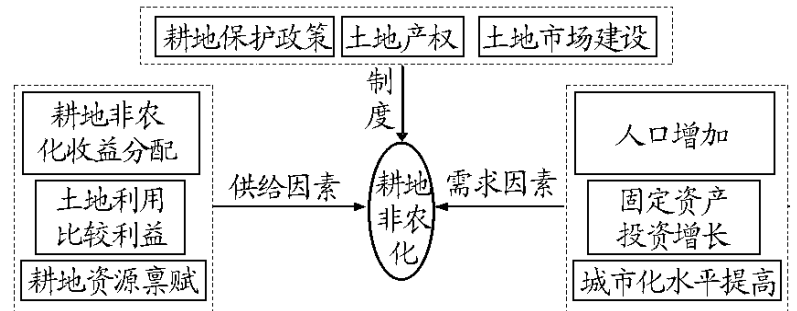 耕地保护政策 土地产权 土地市场建设
制
度
耕地非农
化收益分配
土地利用
比较利益
耕地资源禀赋
供给因素
耕地
非农
化
需求因素
人口增加
固定资产
投资增长
城市化水平提高